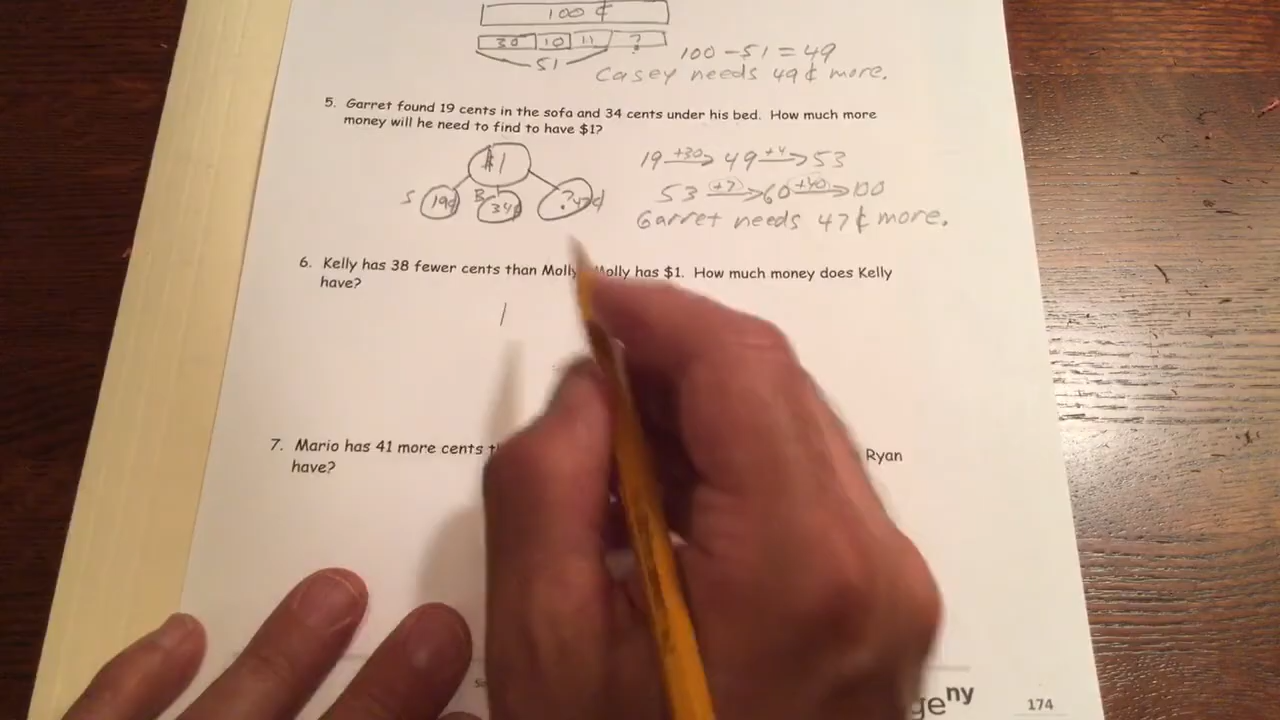 100 ¢
30 10 11 ?
51
100 - 51 = 49
Casey needs 49¢ more.
5. Garret found 19 cents in the sofa and 34 cents under his bed. How much more
money will he need to find to have $1?
$1
S 19¢ B 34¢ ? 47¢
19 +30 49 +4 53
53 +7 60 +40 100
Garret needs 47¢ more.
6. Kelly has 38 fewer cents than Molly. Molly has $1. How much money does Kelly
have?
7. Mario has 41 more cents
Ryan
have?
ny
174